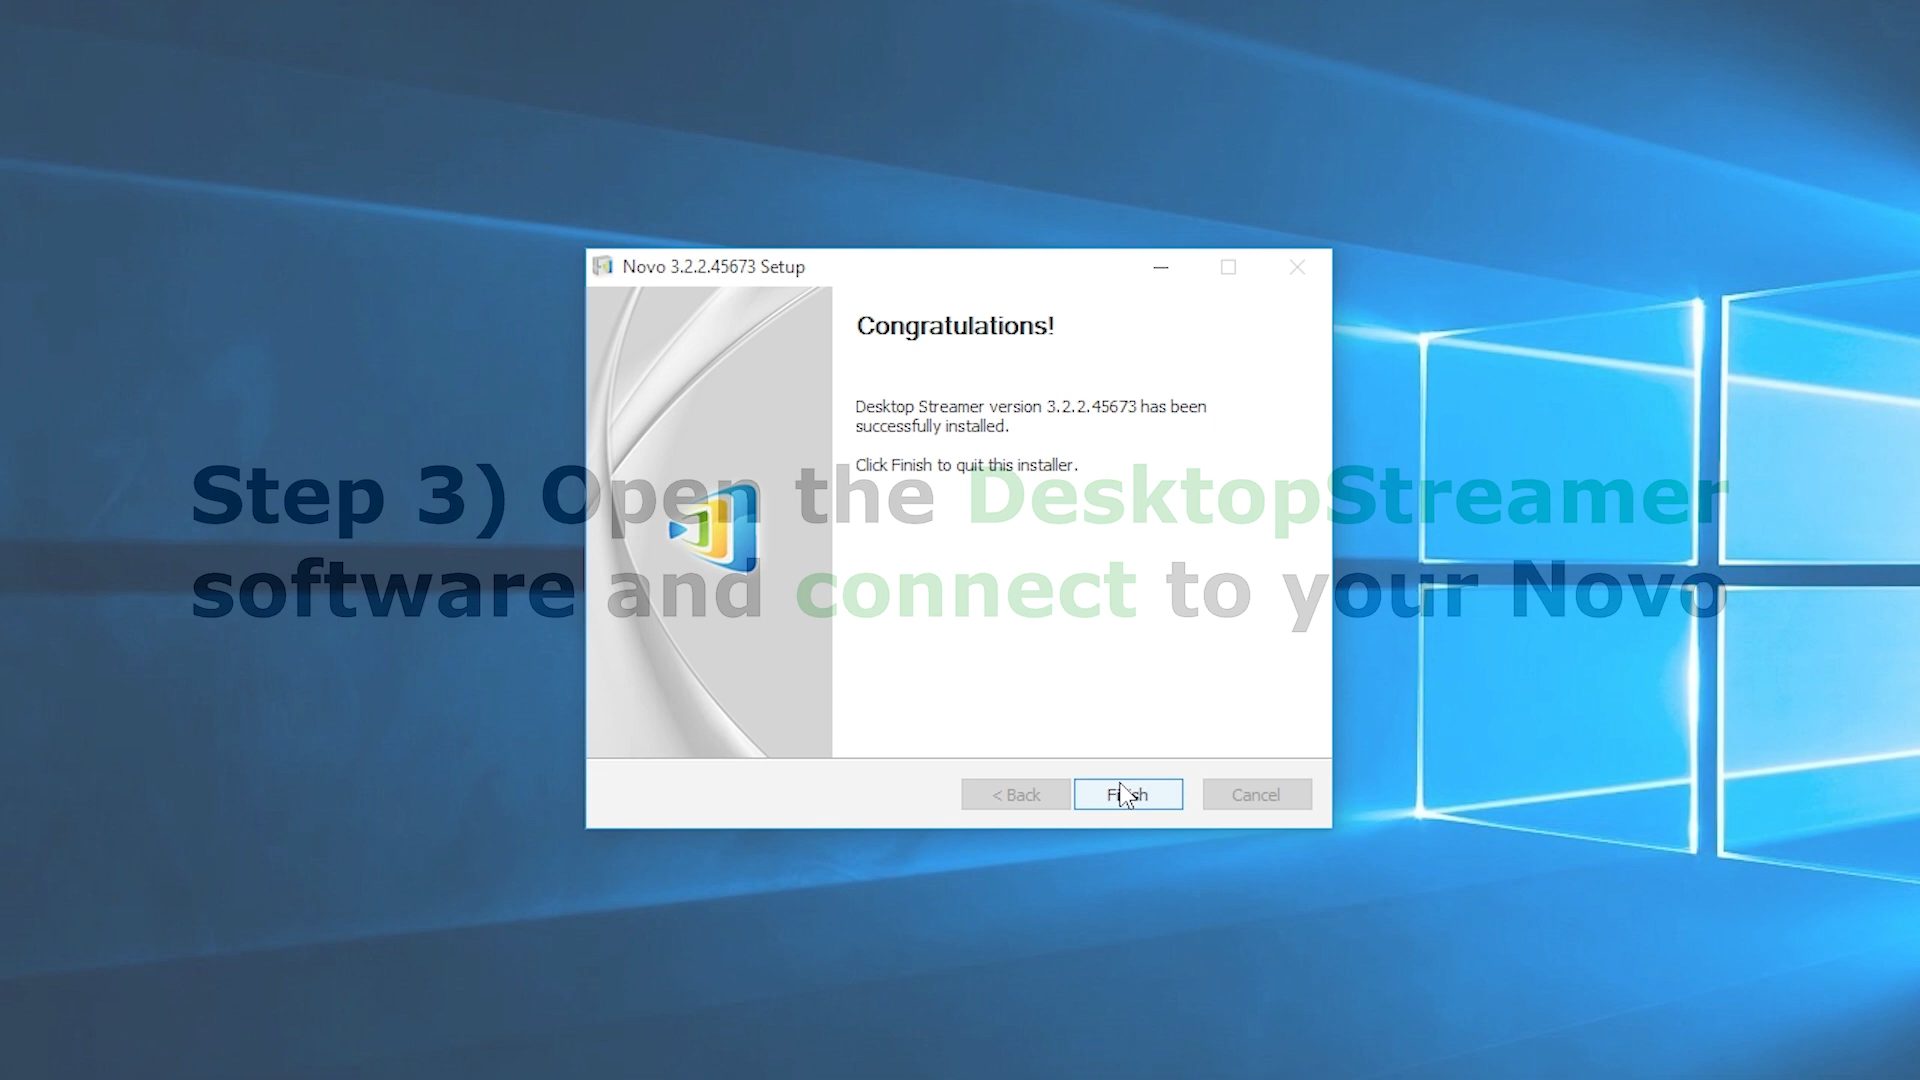 Novo 3.2.2.45673 Setup
Congratulations!
Desktop Streamer version 3.2.2.45673 has been
successfully installed.
Click Finish to quit this installer.
Step 3) Open the DesktopStreamer
software and connect to your Novo
< Back
Finish
Cancel